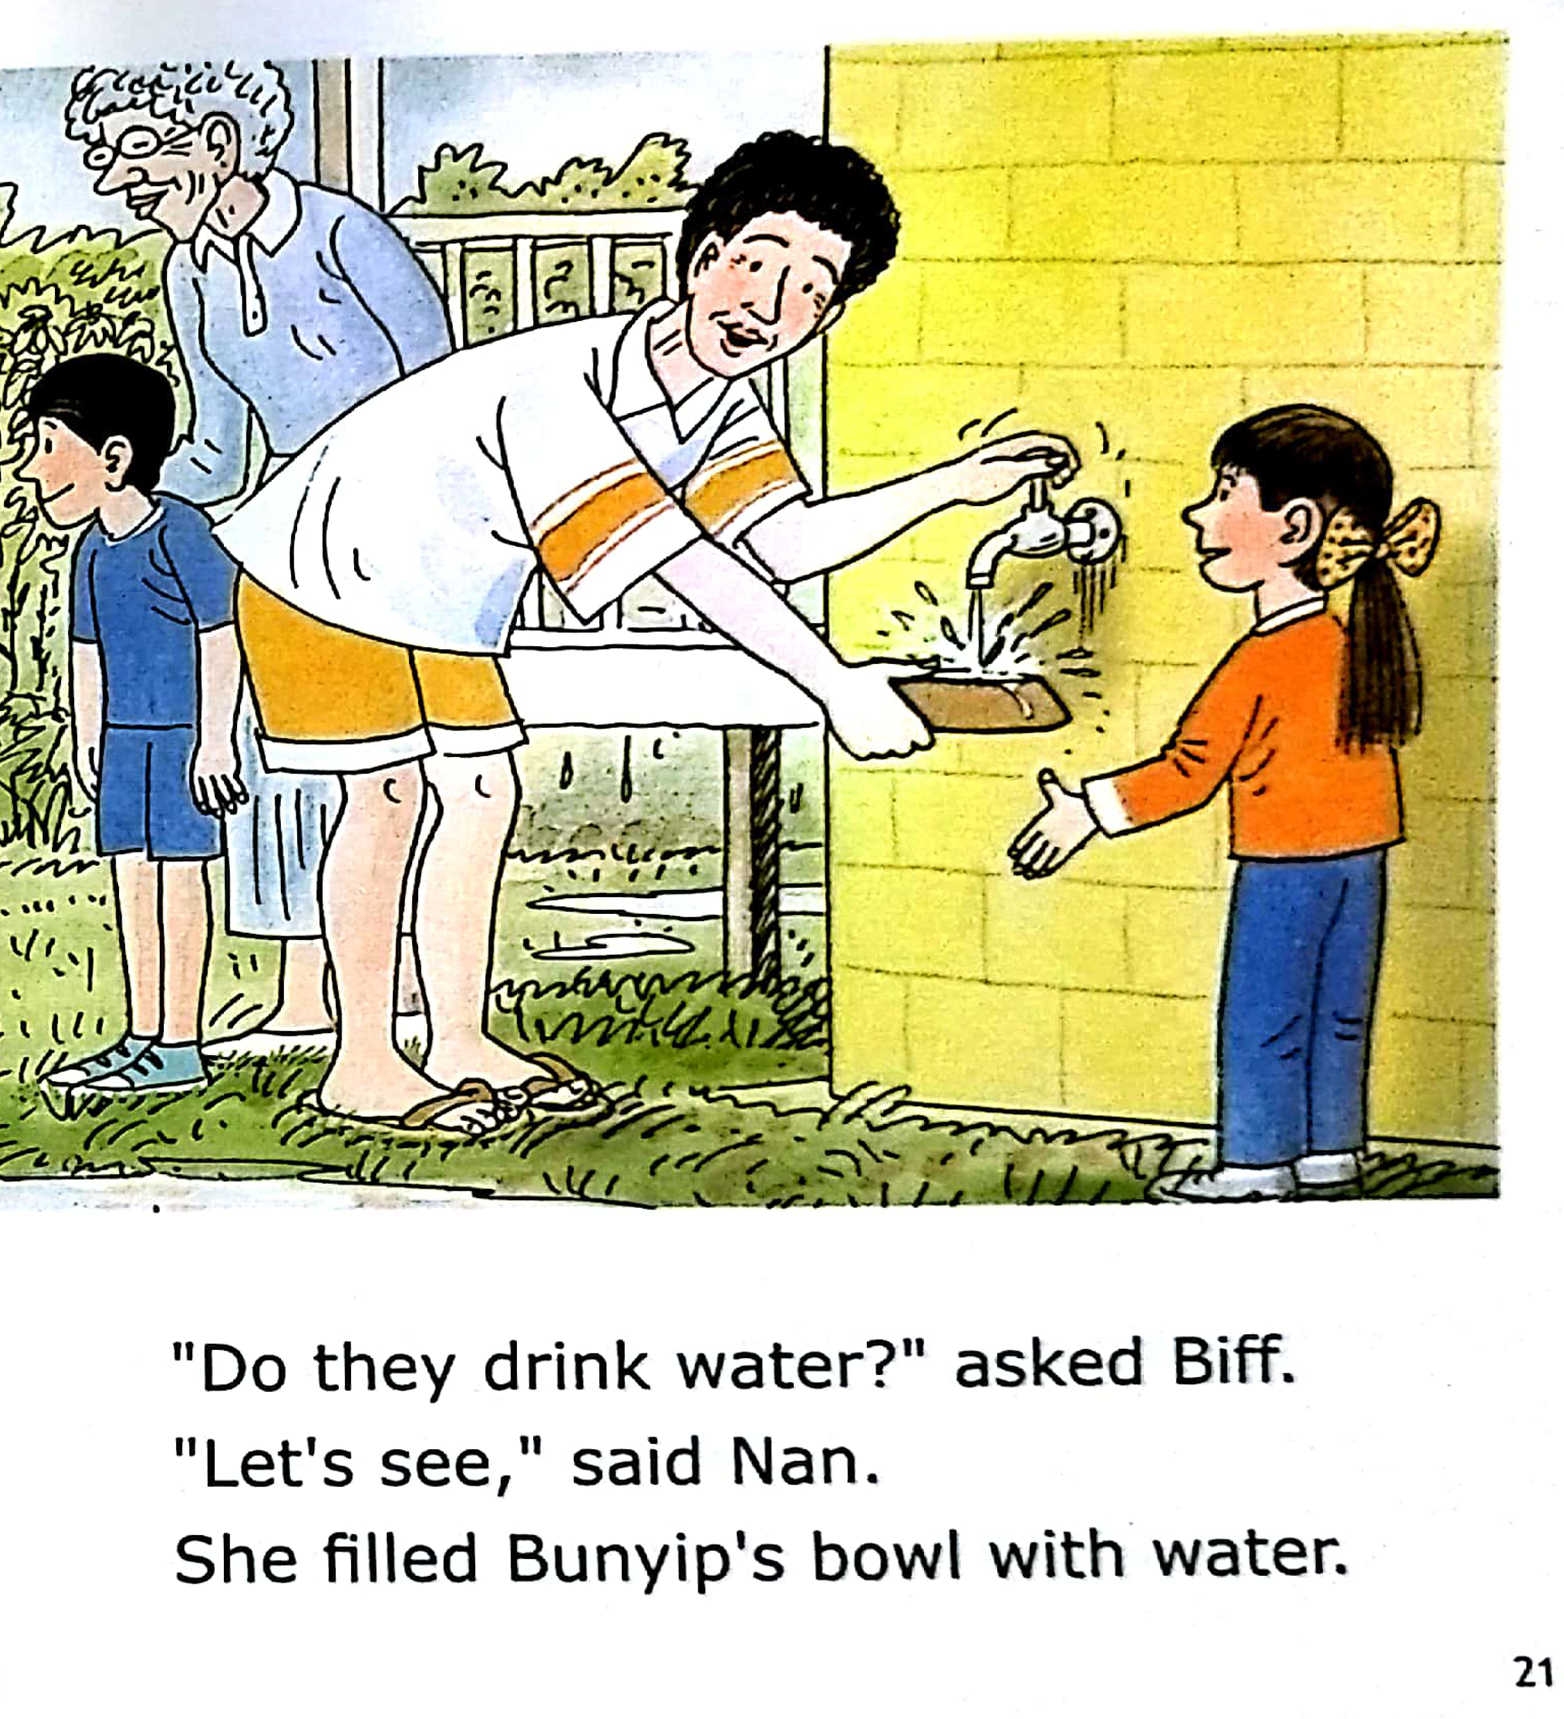 "Do they drink water?" asked Biff.
"Let's see," said Nan.
She filled Bunyip's bowl with water.
21